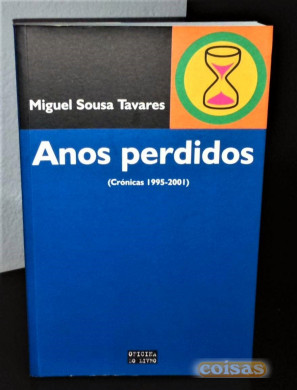 Miguel Sousa Tavares
Anos perdidos
(Crónicas 1995-2001)
OFICINA
DO LIVRO
coisas